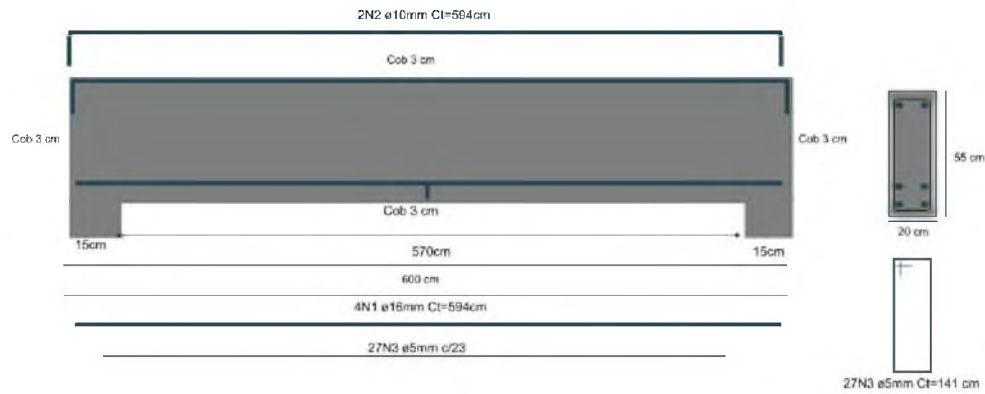 2N2 ø10mm Ct=594cm
Cob 3 cm
Cob 3 cm
Cob 3 cm
55 cm
Cob 3 cm
20 cm
15cm
570cm
15cm
600 cm
4N1 ø16mm Ct=594cm
27N3 ø5mm c/23
27N3 ø5mm Ct=141 cm